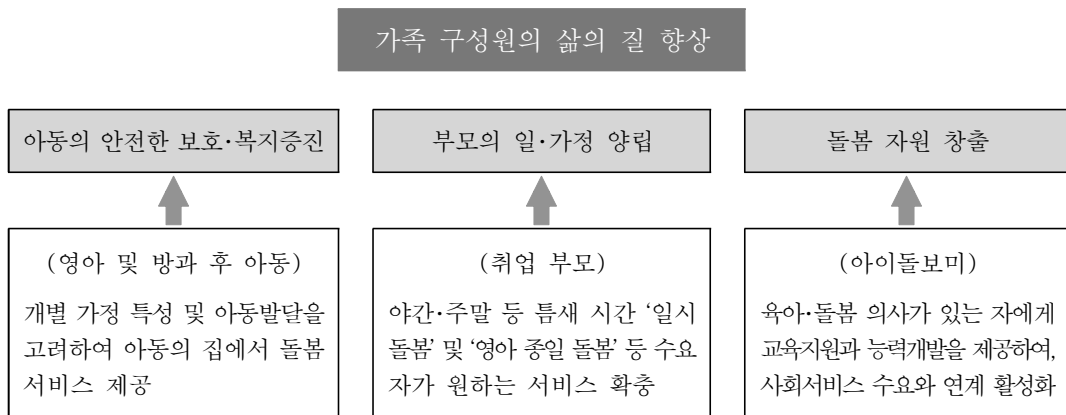 가족 구성원의 삶의 질 향상
아동의 안전한 보호·복지증진
부모의 일·가정 양립
돌봄 자원 창출
(영아 및 방과 후 아동)
개별 가정 특성 및 아동발달을
고려하여 아동의 집에서 돌봄
서비스 제공
(취업 부모)
야간·주말 등 틈새 시간 ‘일시
돌봄’ 및 ‘영아 종일 돌봄’ 등 수요
자가 원하는 서비스 확충
(아이돌보미)
육아·돌봄 의사가 있는 자에게
교육지원과 능력개발을 제공하여,
사회서비스 수요와 연계 활성화